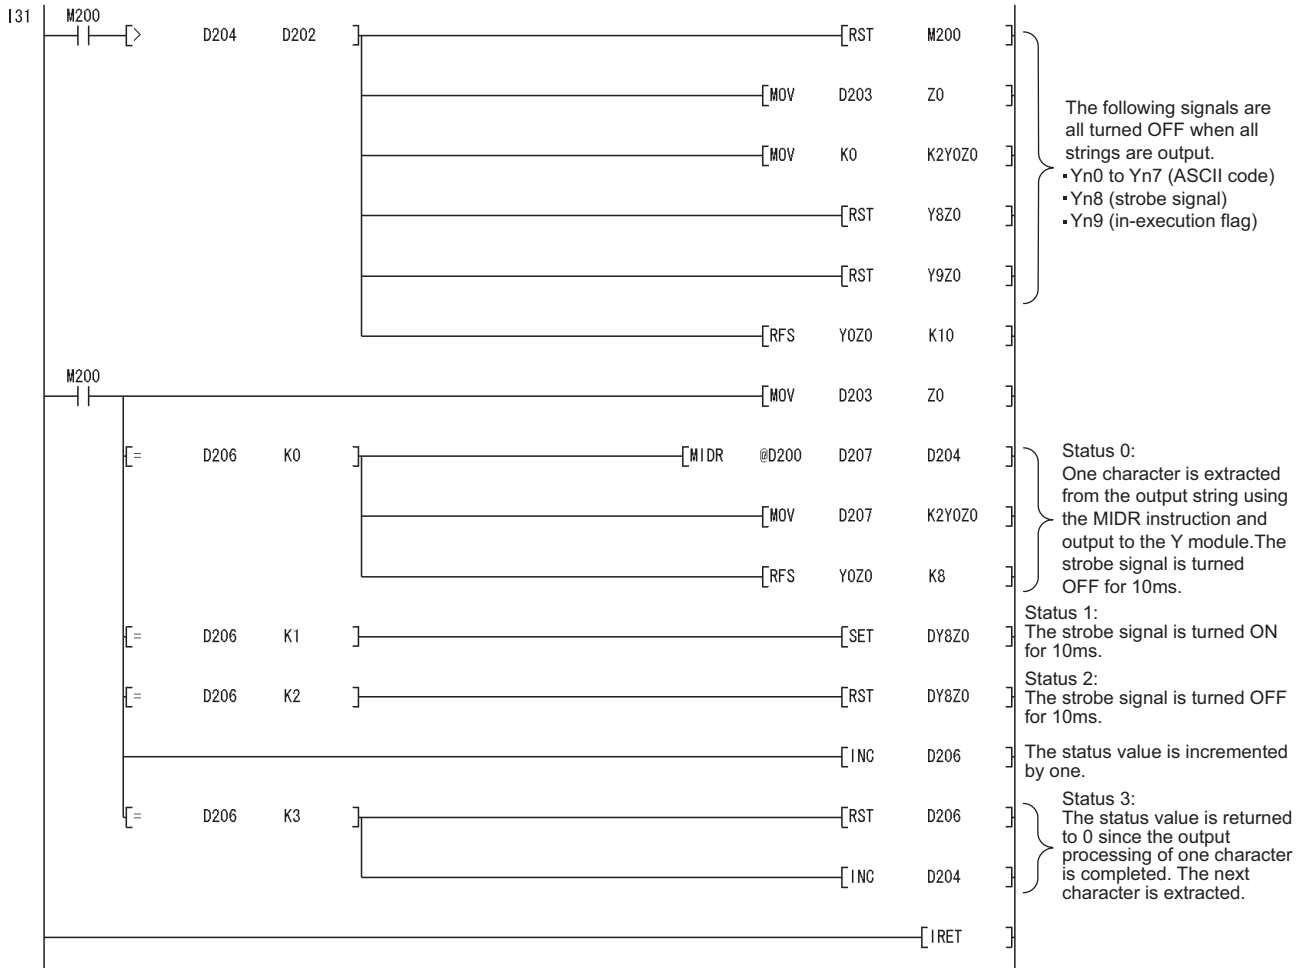 I31 M200
[> D204 D202 ] [RST M200 ]
[MOV D203 Z0 ]
[MOV K0 K2Y0Z0 ]
[RST Y8Z0 ]
[RST Y9Z0 ]
[RFS Y0Z0 K10 ]
The following signals are
all turned OFF when all
strings are output.
▪Yn0 to Yn7 (ASCII code)
▪Yn8 (strobe signal)
▪Yn9 (in-execution flag)
M200
[MOV D203 Z0 ]
[= D206 K0 ] [MIDR @D200 D207 D204 ]
[MOV D207 K2Y0Z0 ]
[RFS Y0Z0 K8 ]
Status 0:
One character is extracted
from the output string using
the MIDR instruction and
output to the Y module.The
strobe signal is turned
OFF for 10ms.
[= D206 K1 ] [SET DY8Z0 ]
Status 1:
The strobe signal is turned ON
for 10ms.
[= D206 K2 ] [RST DY8Z0 ]
Status 2:
The strobe signal is turned OFF
for 10ms.
[INC D206 ]
The status value is incremented
by one.
[= D206 K3 ] [RST D206 ]
[INC D204 ]
Status 3:
The status value is returned
to 0 since the output
processing of one character
is completed. The next
character is extracted.
[IRET ]